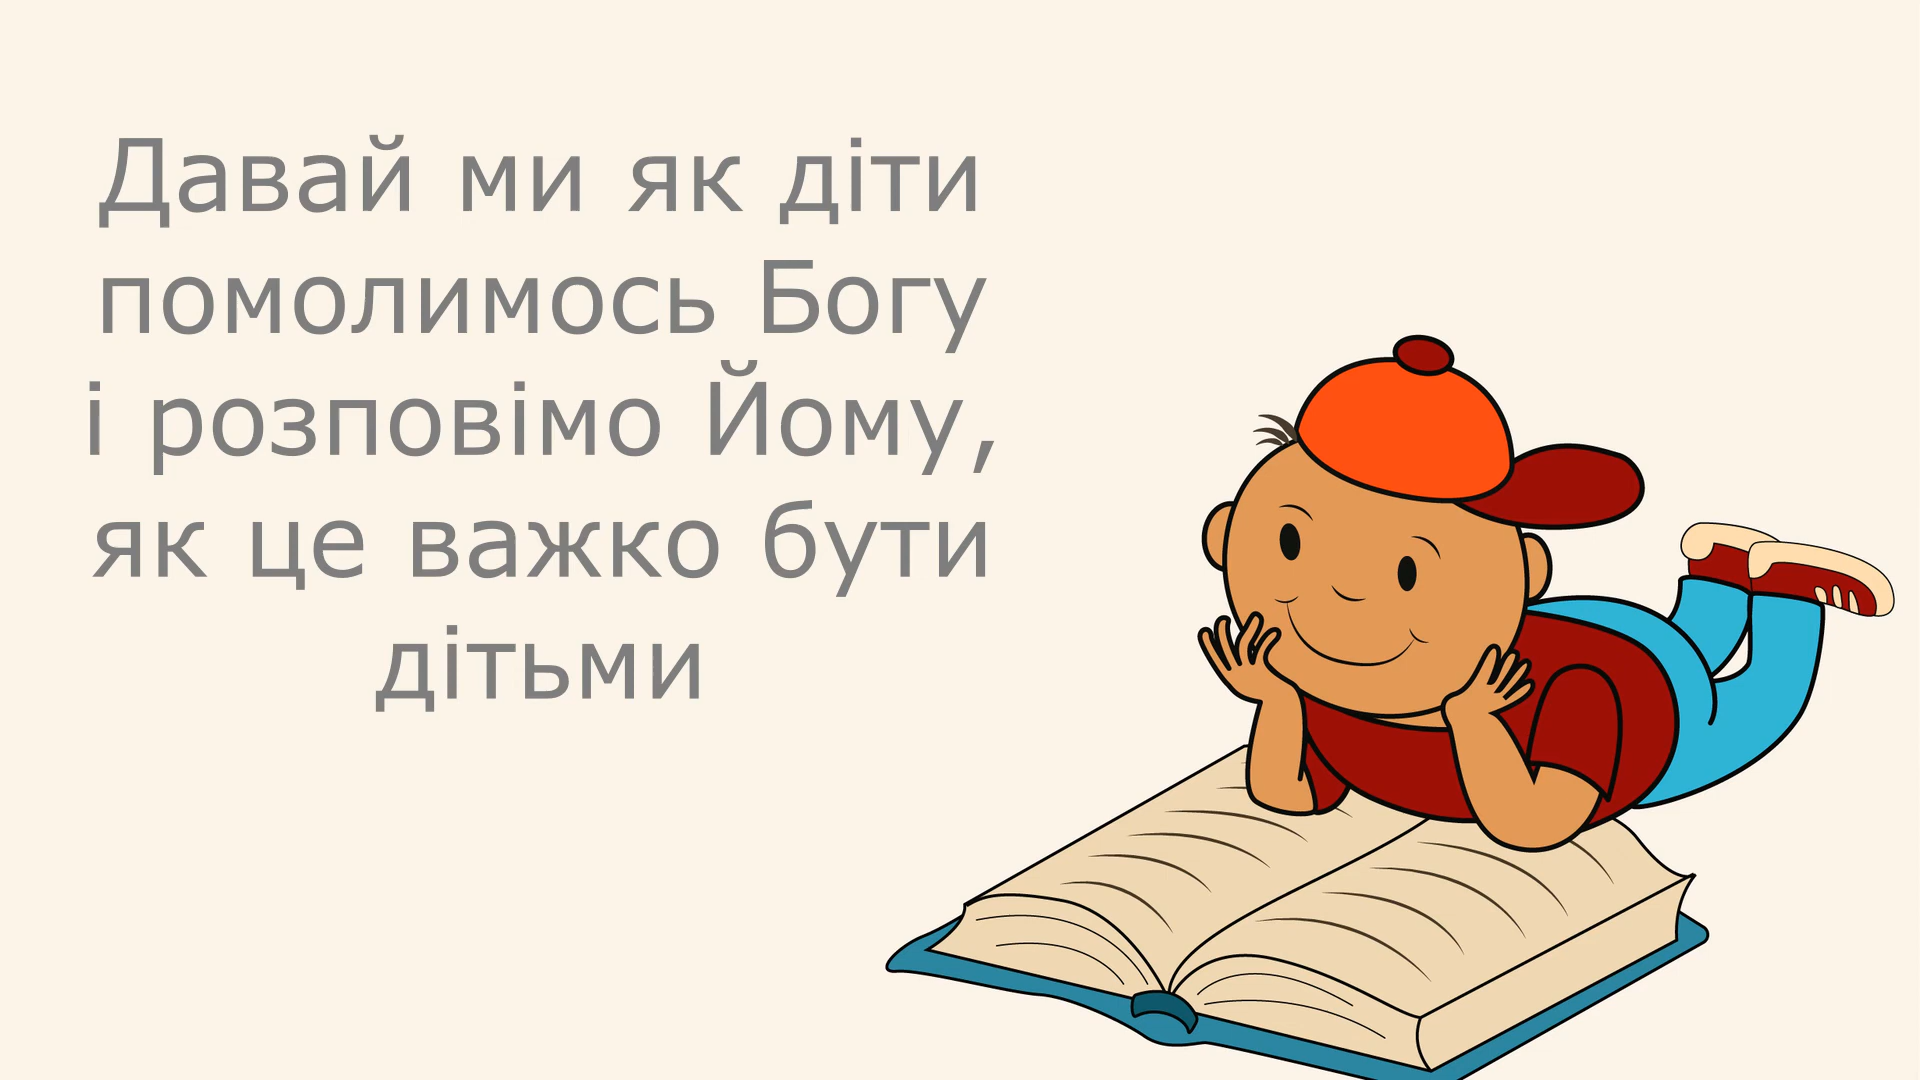 Давай ми як діти
помолимось Богу
і розповімо Йому,
як це важко бути
дітьми